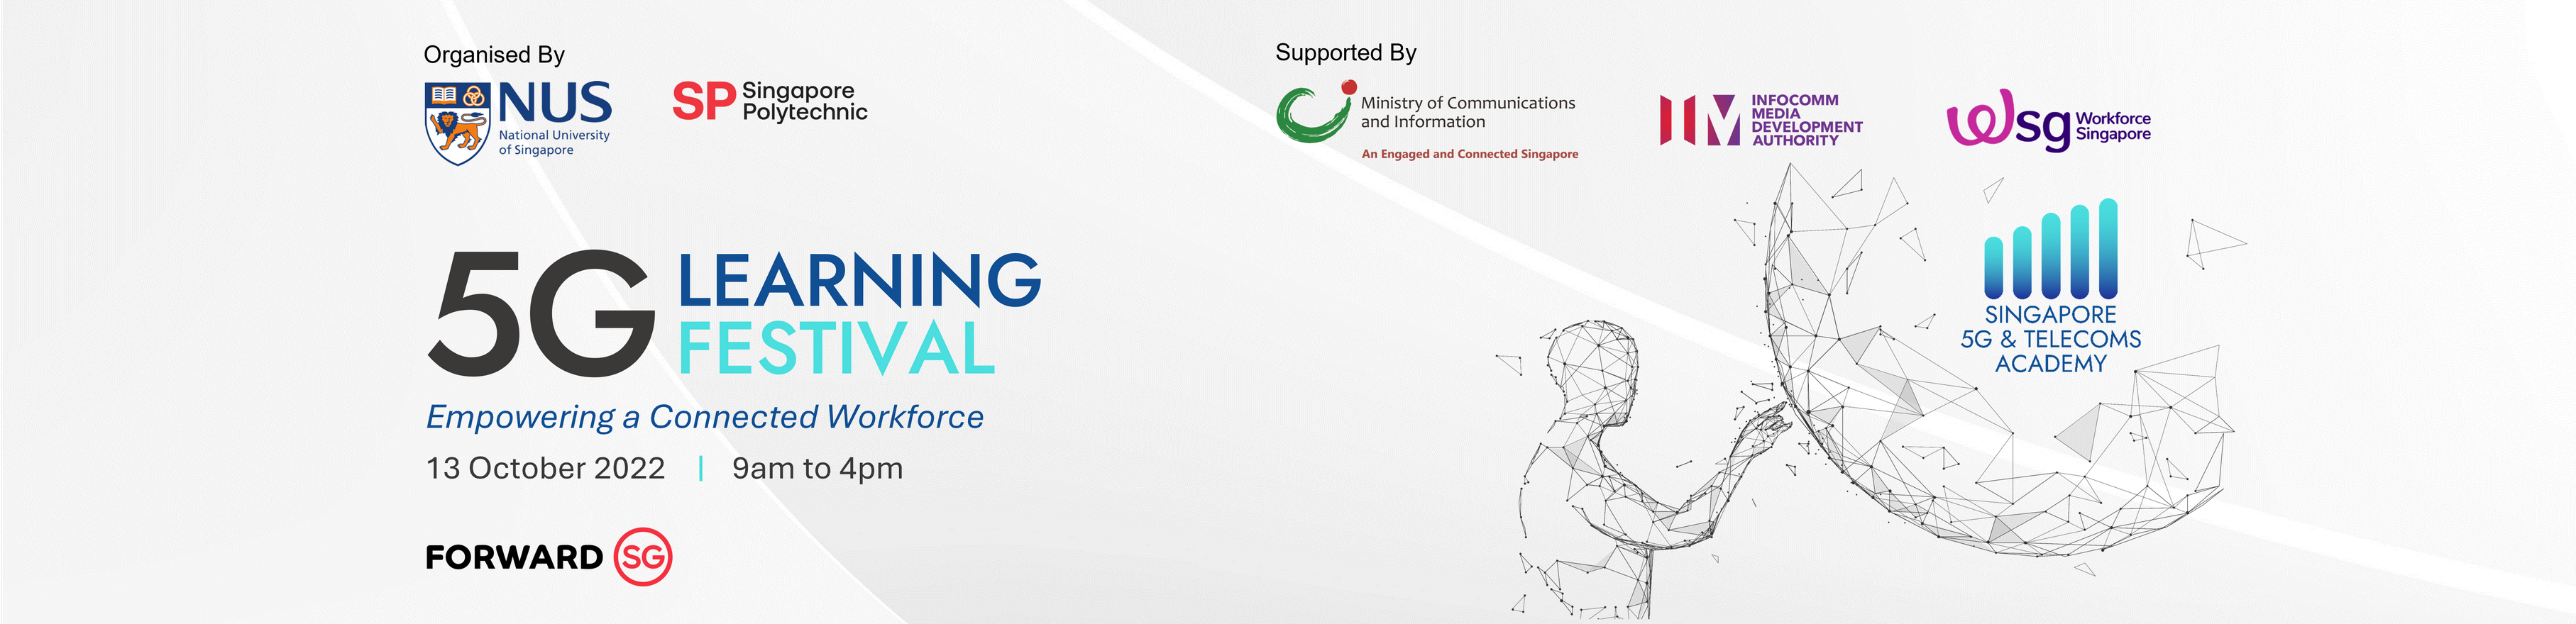 Organised By
NUS
National University
of Singapore
SP Singapore
Polytechnic
Supported By
Ministry of Communications
and Information
An Engaged and Connected Singapore
INFOCOMM
MEDIA
DEVELOPMENT
AUTHORITY
wsg Workforce
Singapore
5G LEARNING
FESTIVAL
Empowering a Connected Workforce
13 October 2022 | 9am to 4pm
FORWARD SG
SINGAPORE
5G & TELECOMS
ACADEMY